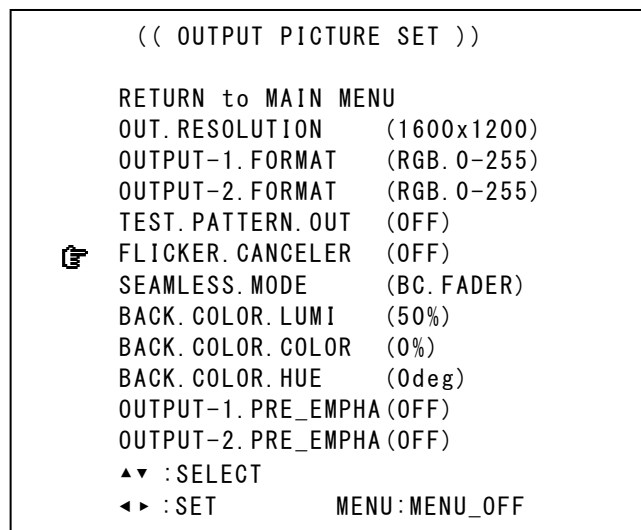 (( OUTPUT PICTURE SET ))
RETURN to MAIN MENU
OUT.RESOLUTION (1600x1200)
OUTPUT-1.FORMAT (RGB.0-255)
OUTPUT-2.FORMAT (RGB.0-255)
TEST.PATTERN.OUT (OFF)
☞ FLICKER.CANCELER (OFF)
SEAMLESS.MODE (BC.FADER)
BACK.COLOR.LUMI (50%)
BACK.COLOR.COLOR (0%)
BACK.COLOR.HUE (0deg)
OUTPUT-1.PRE_EMPHA(OFF)
OUTPUT-2.PRE_EMPHA(OFF)
▲▼ :SELECT
◄► :SET MENU:MENU_OFF